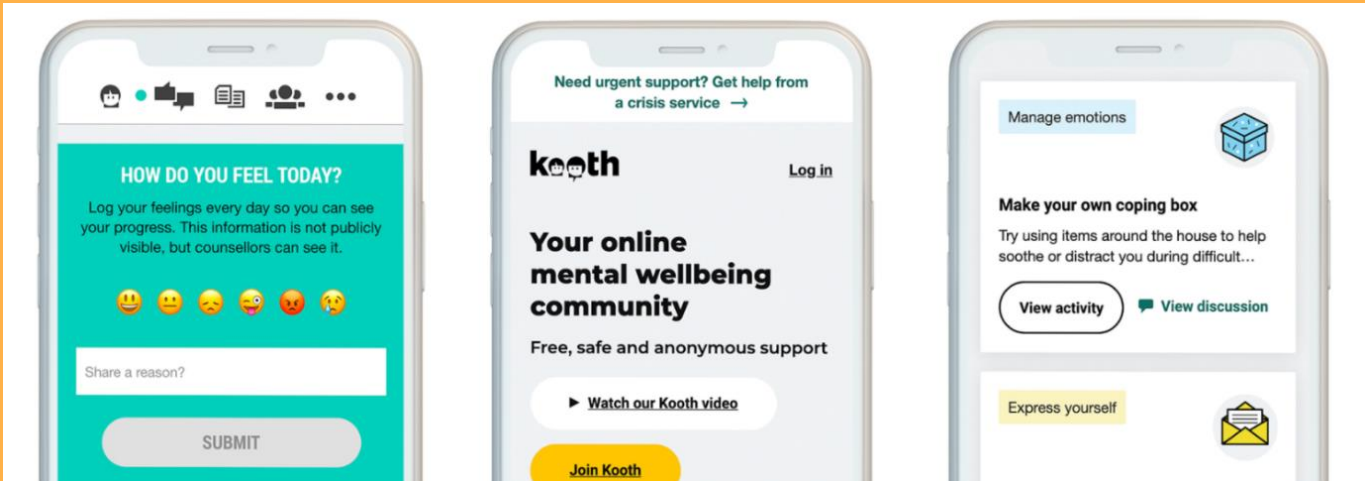 HOW DO YOU FEEL TODAY?
Log your feelings every day so you can see
your progress. This information is not publicly
visible, but counsellors can see it.
Share a reason?
SUBMIT
Need urgent support? Get help from
a crisis service →
kooth
Log in
Your online
mental wellbeing
community
Free, safe and anonymous support
Watch our Kooth video
Join Kooth
Manage emotions
Make your own coping box
Try using items around the house to help
soothe or distract you during difficult...
View activity
View discussion
Express yourself